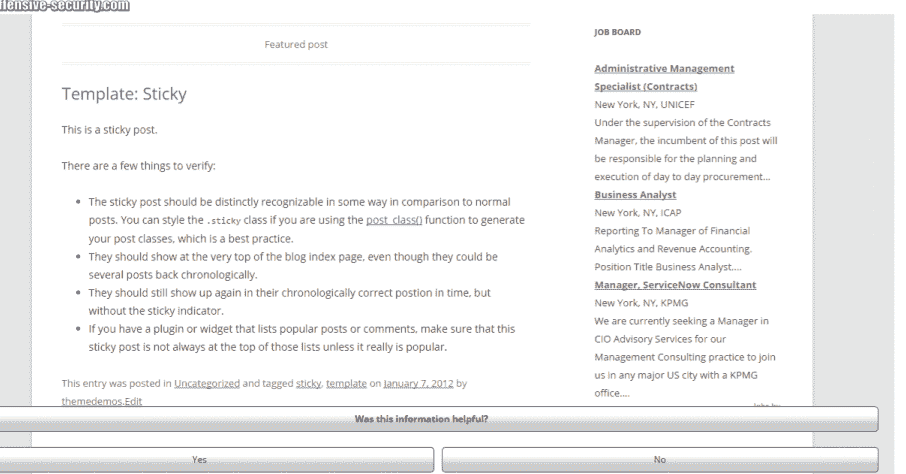 ffensive-security.com
Featured post
Template: Sticky
This is a sticky post.
There are a few things to verify:
The sticky post should be distinctly recognizable in some way in comparison to normal
posts. You can style the .sticky class if you are using the post_class() function to generate
your post classes, which is a best practice.
They should show at the very top of the blog index page, even though they could be
several posts back chronologically.
They should still show up again in their chronologically correct postion in time, but
without the sticky indicator.
If you have a plugin or widget that lists popular posts or comments, make sure that this
sticky post is not always at the top of those lists unless it really is popular.
This entry was posted in Uncategorized and tagged sticky, template on January 7, 2012 by
themedemos.Edit
JOB BOARD
Administrative Management
Specialist (Contracts)
New York, NY, UNICEF
Under the supervision of the Contracts
Manager, the incumbent of this post will
be responsible for the planning and
execution of day to day procurement...
Business Analyst
New York, NY, ICAP
Reporting To Manager of Financial
Analytics and Revenue Accounting.
Position Title Business Analyst....
Manager, ServiceNow Consultant
New York, NY, KPMG
We are currently seeking a Manager in
CIO Advisory Services for our
Management Consulting practice to join
us in any major US city with a KPMG
office....
Jobs by
Was this information helpful?
Yes
No